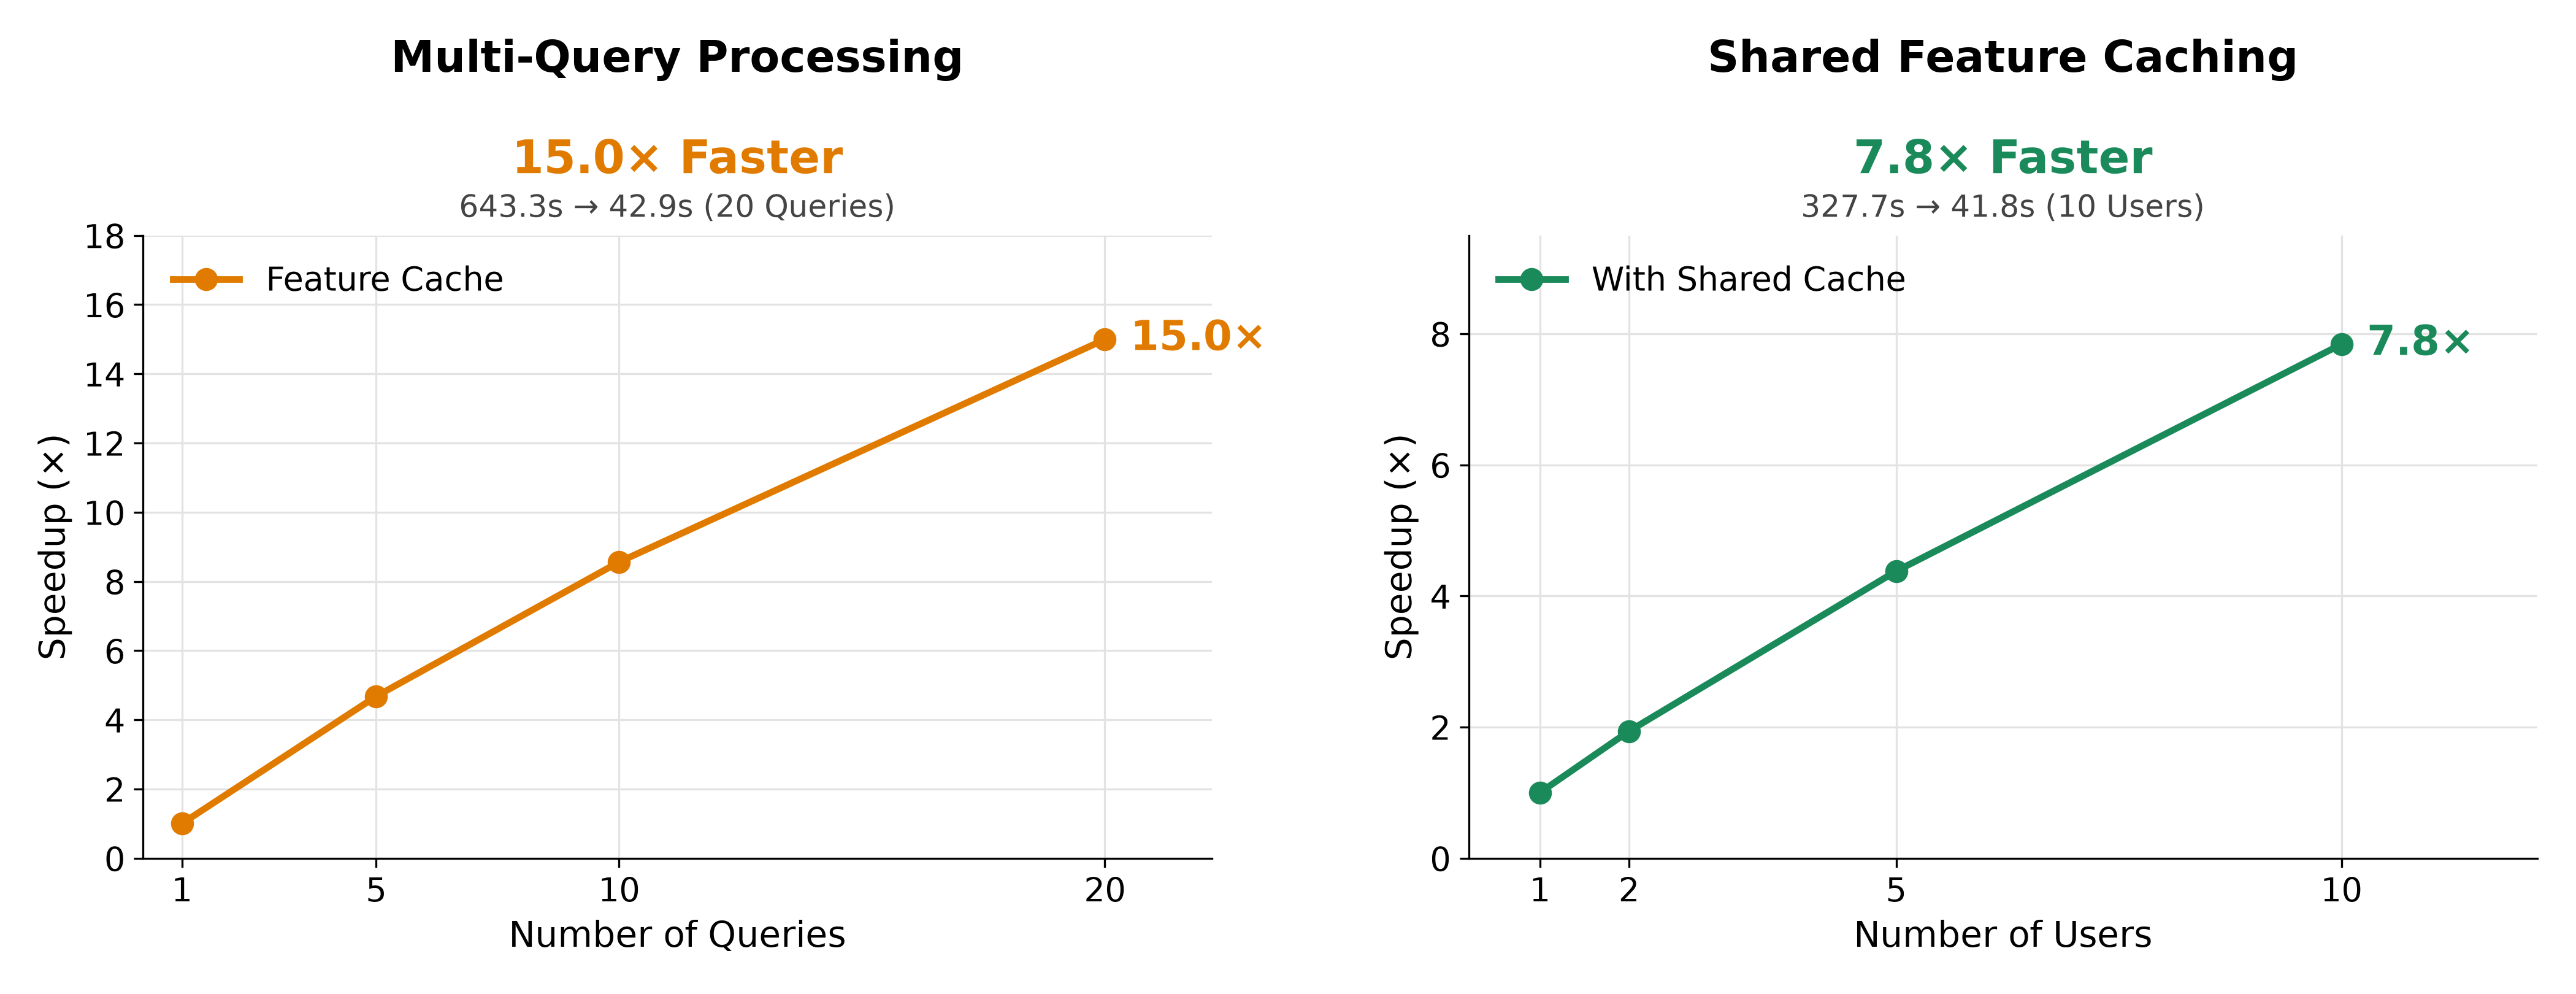 Multi-Query Processing
15.0× Faster
643.3s → 42.9s (20 Queries)
Feature Cache
15.0×
18
16
14
12
10
8
6
4
2
0
Speedup (×)
1 5 10 20
Number of Queries
Shared Feature Caching
7.8× Faster
327.7s → 41.8s (10 Users)
With Shared Cache
7.8×
8
6
4
2
0
Speedup (×)
1 2 5 10
Number of Users